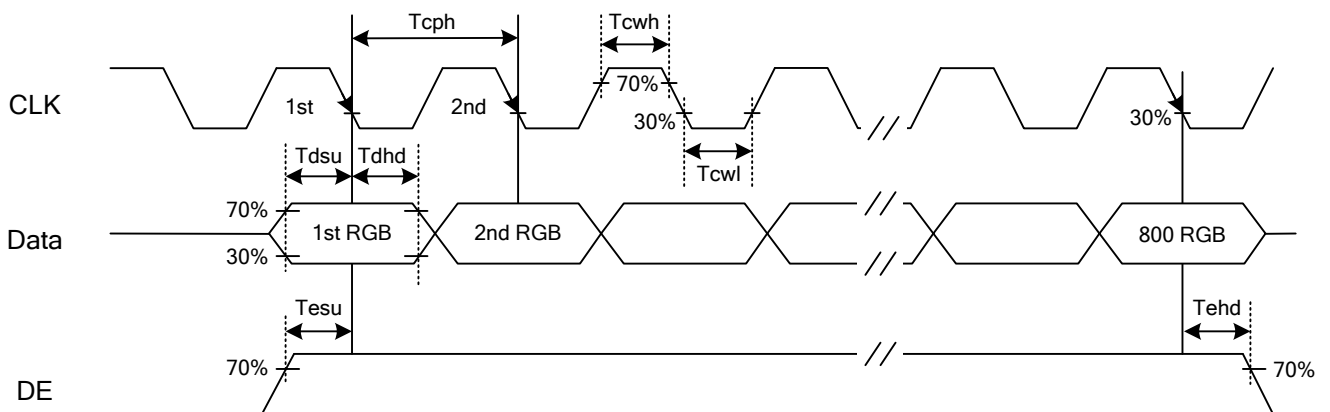 Tcph
Tcwh
CLK
1st
2nd
70%
30%
30%
Tcwl
Tdsu
Tdhd
70%
Data
1st RGB
2nd RGB
800 RGB
30%
Tesu
Tehd
70%
70%
DE